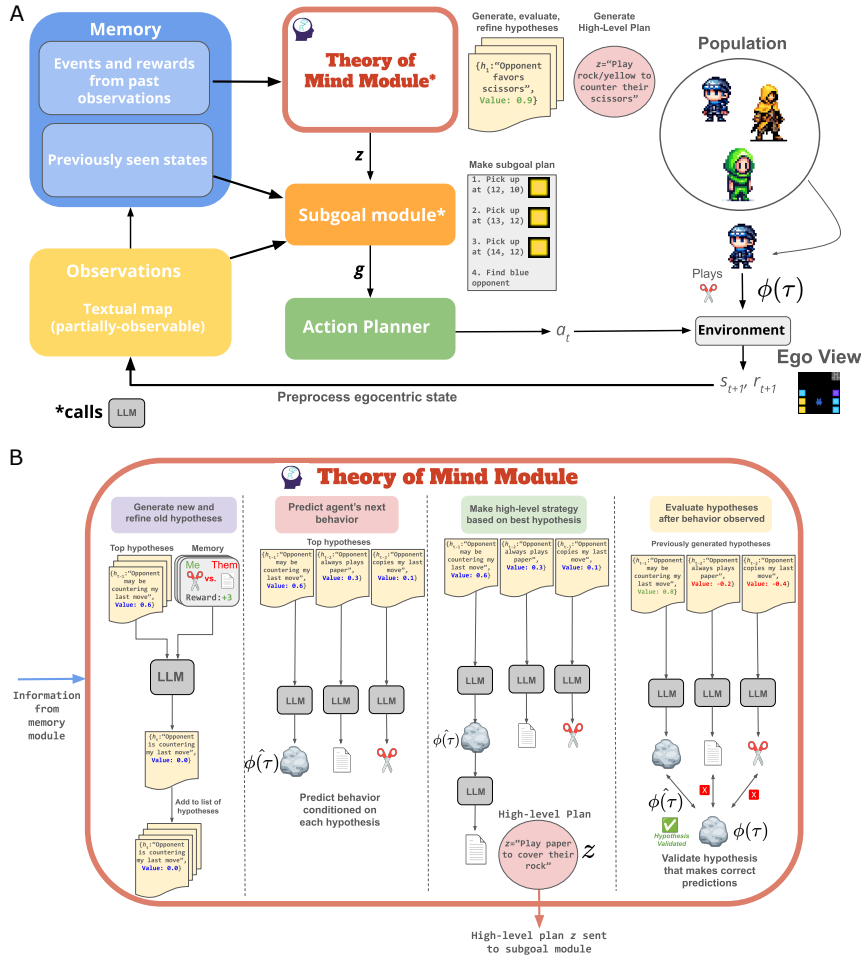 A
Memory
Events and rewards
from past
observations
Previously seen states
Theory of
Mind Module*
Generate, evaluate,
refine hypotheses
{h1:“Opponent
favors
scissors”,
Value: 0.9}
Generate
High-Level Plan
z=“Play
rock/yellow to
counter their
scissors”
Population
z
Subgoal module*
Make subgoal plan
1. Pick up
at (12, 10)
2. Pick up
at (13, 12)
3. Pick up
at (14, 12)
4. Find blue
opponent
Observations
Textual map
(partially-observable)
g
Action Planner
at
Plays
ϕ(τ)
Environment
Ego View
st+1, rt+1
Preprocess egocentric state
*calls
LLM
B
Theory of Mind Module
Generate new and
refine old hypotheses
Top hypotheses
Memory
{ht-1:“Opponent
may be
countering my
last move”,
Value: 0.6}
Me
Them
vs.
Reward:+3
LLM
{ht:“Opponent
is countering
my last move”,
Value: 0.0}
Add to list of
hypotheses
{ht:“Opponent
is countering
my last move”,
Value: 0.0}
Information
from
memory
module
Predict agent’s next
behavior
Top hypotheses
{ht-1:“Opponent
may be
countering my
last move”,
Value: 0.6}
{ht-2:“Opponent
always plays
paper”,
Value: 0.3}
{ht-3:“Opponent
copies my last
move”,
Value: 0.1}
LLM
LLM
LLM
ϕ(τ̂)
Predict behavior
conditioned on
each hypothesis
Make high-level strategy
based on best hypothesis
{ht-1:“Opponent
may be
countering my
last move”,
Value: 0.6}
{ht-2:“Opponent
always plays
paper”,
Value: 0.3}
{ht-3:“Opponent
copies my last
move”,
Value: 0.1}
LLM
LLM
LLM
ϕ(τ̂)
LLM
High-level Plan
z=“Play paper
to cover their
rock”
z
High-level plan z sent
to subgoal module
Evaluate hypotheses
after behavior observed
Previously generated hypotheses
{ht-1:“Opponent
may be
countering my
last move”,
Value: 0.8}
{ht-2:“Opponent
always plays
paper”,
Value: -0.2}
{ht-3:“Opponent
copies my last
move”,
Value: -0.4}
LLM
LLM
LLM
ϕ(τ̂)
X
X
Hypothesis
Validated
ϕ(τ)
Validate hypothesis
that makes correct
predictions